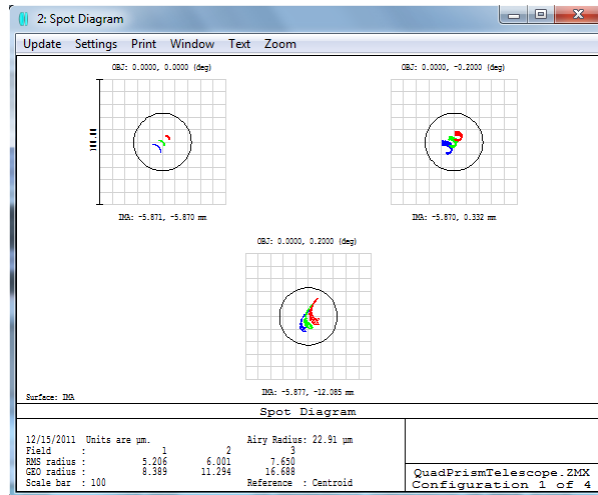 2: Spot Diagram
Update Settings Print Window Text Zoom
OBJ: 0.0000, 0.0000 (deg)
OBJ: 0.0000, -0.2000 (deg)
100.00
IMA: -5.871, -5.870 mm
IMA: -5.870, 0.332 mm
OBJ: 0.0000, 0.2000 (deg)
IMA: -5.877, -12.085 mm
Surface: IMA
Spot Diagram
12/15/2011 Units are µm. Airy Radius: 22.91 µm
Field : 1 2 3
RMS radius : 5.206 6.001 7.650
GEO radius : 8.389 11.294 16.688
Scale bar : 100 Reference : Centroid
QuadPrismTelescope.ZMX
Configuration 1 of 4